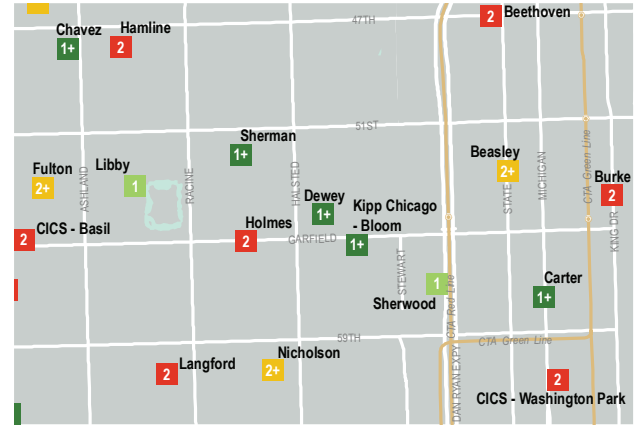 Beethoven
2
Chavez
Hamline
1+
2
47TH
51ST
Sherman
1+
Beasley
2+
Fulton
2+
Libby
1
ASHLAND
RACINE
HALSTED
STATE
MICHIGAN
CTA Green Line
Burke
2
KING DR.
Dewey
1+
Kipp Chicago
- Bloom
1+
CICS - Basil
2
Holmes
2
GARFIELD
STEWART
Sherwood
1
CTA Red Line
Carter
1+
59TH
CTA Green Line
DAN RYAN EXPY
Langford
2
Nicholson
2+
2
CICS - Washington Park